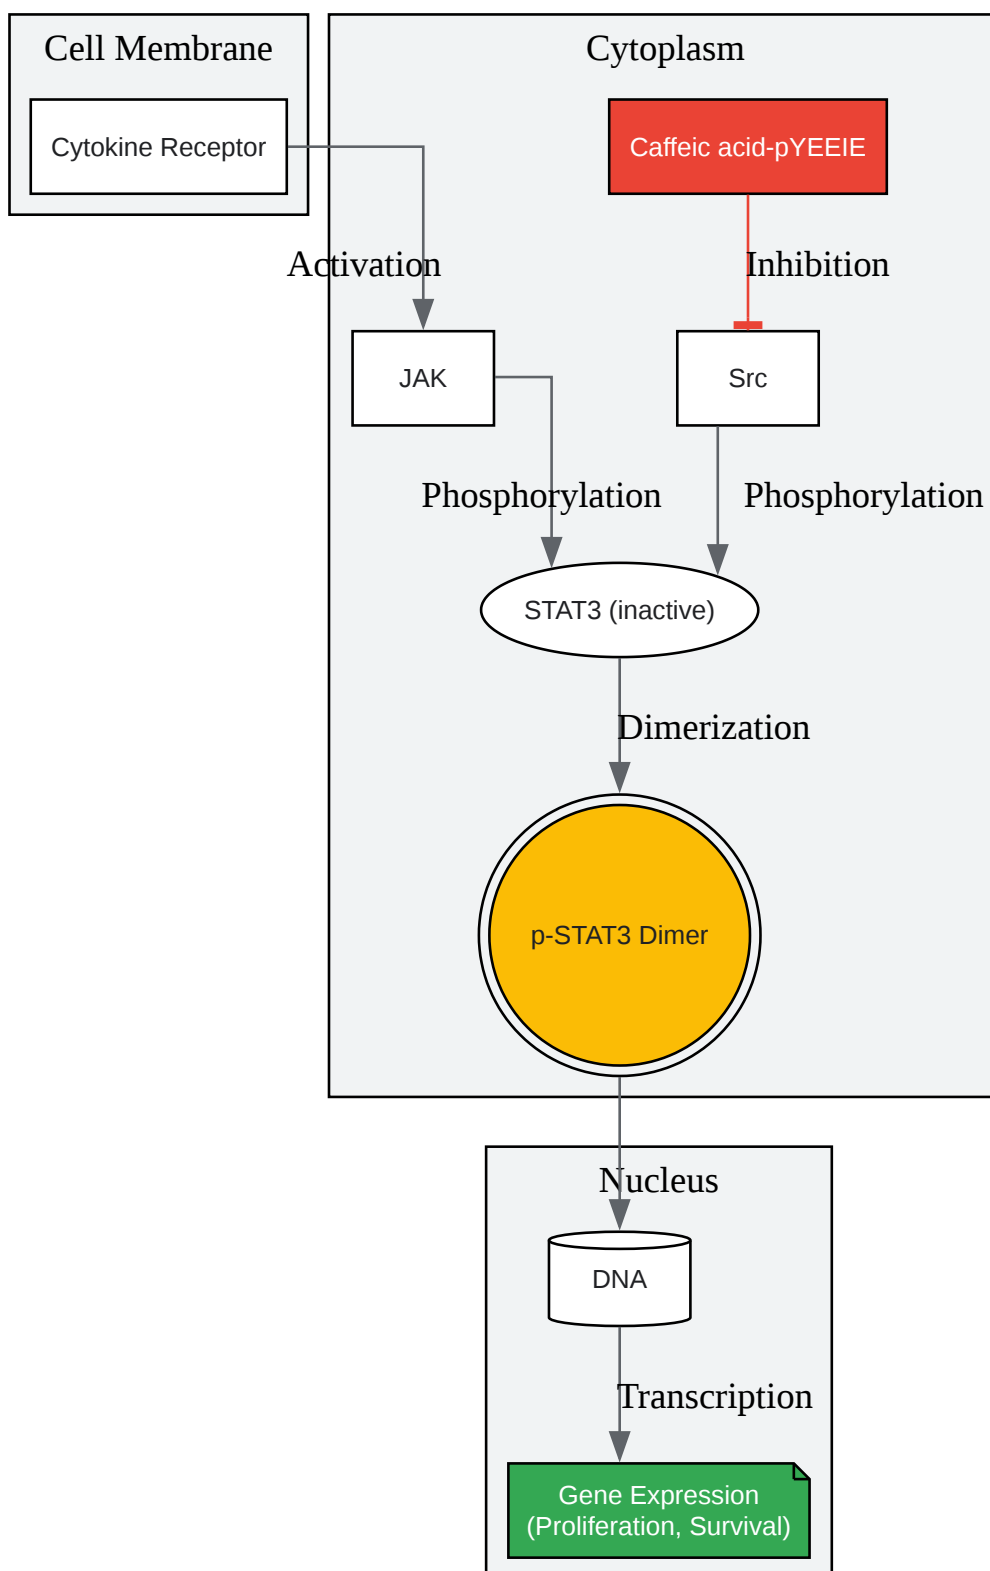 Cell Membrane
Cytoplasm
Cytokine Receptor
Caffeic acid-pYEEIE
Activation
Inhibition
JAK
Src
Phosphorylation
Phosphorylation
STAT3 (inactive)
Dimerization
p-STAT3 Dimer
Nucleus
DNA
Transcription
Gene Expression
(Proliferation, Survival)